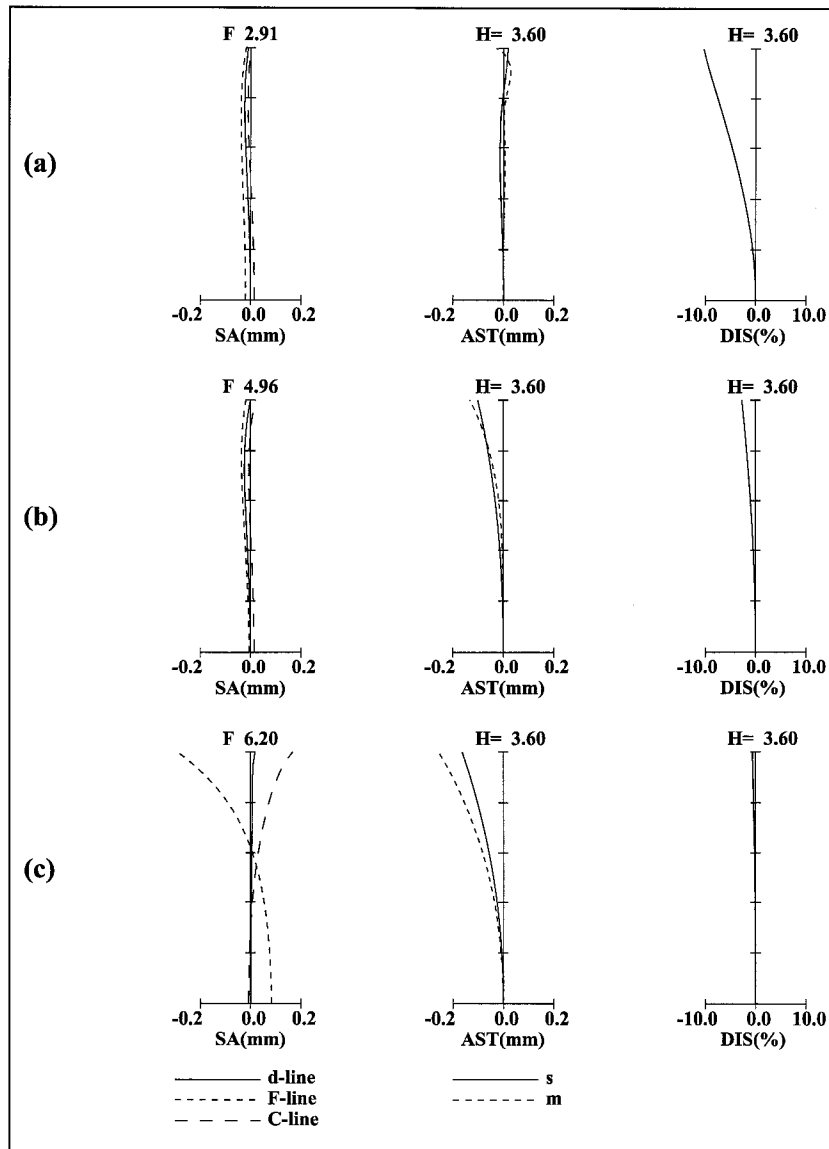 F 2.91 H= 3.60 H= 3.60
(a)
-0.2 0.0 0.2 -0.2 0.0 0.2 -10.0 0.0 10.0
SA(mm) AST(mm) DIS(%)
F 4.96 H= 3.60 H= 3.60
(b)
-0.2 0.0 0.2 -0.2 0.0 0.2 -10.0 0.0 10.0
SA(mm) AST(mm) DIS(%)
F 6.20 H= 3.60 H= 3.60
(c)
-0.2 0.0 0.2 -0.2 0.0 0.2 -10.0 0.0 10.0
SA(mm) AST(mm) DIS(%)
d-line s
F-line m
C-line